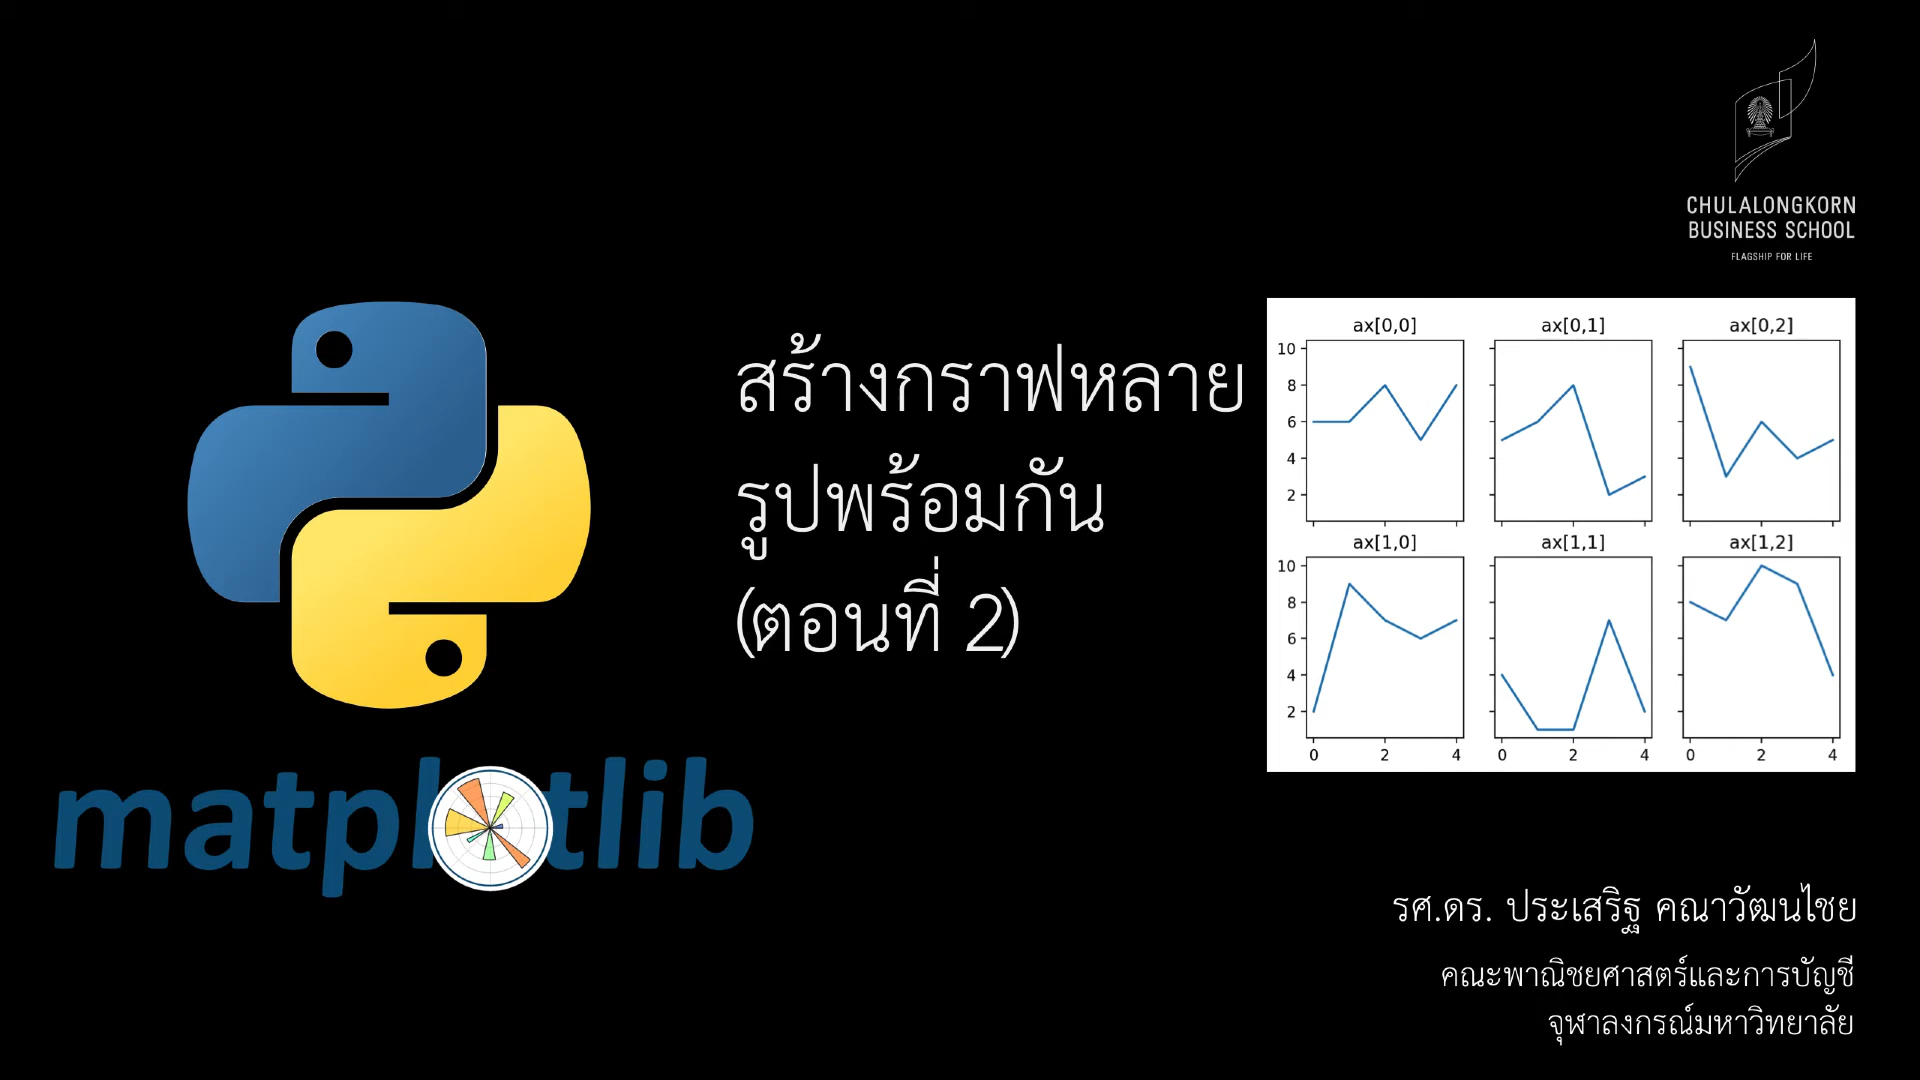 CHULALONGKORN
BUSINESS SCHOOL
FLAGSHIP FOR LIFE
สร้างกราฟหลาย
รูปพร้อมกัน
(ตอนที่ 2)
ax[0,0] ax[0,1] ax[0,2]
10
8
6
4
2
ax[1,0] ax[1,1] ax[1,2]
10
8
6
4
2
0 2 4 0 2 4 0 2 4
matplotlib
รศ.ดร. ประเสริฐ คณาวัฒนไชย
คณะพาณิชยศาสตร์และการบัญชี
จุฬาลงกรณ์มหาวิทยาลัย